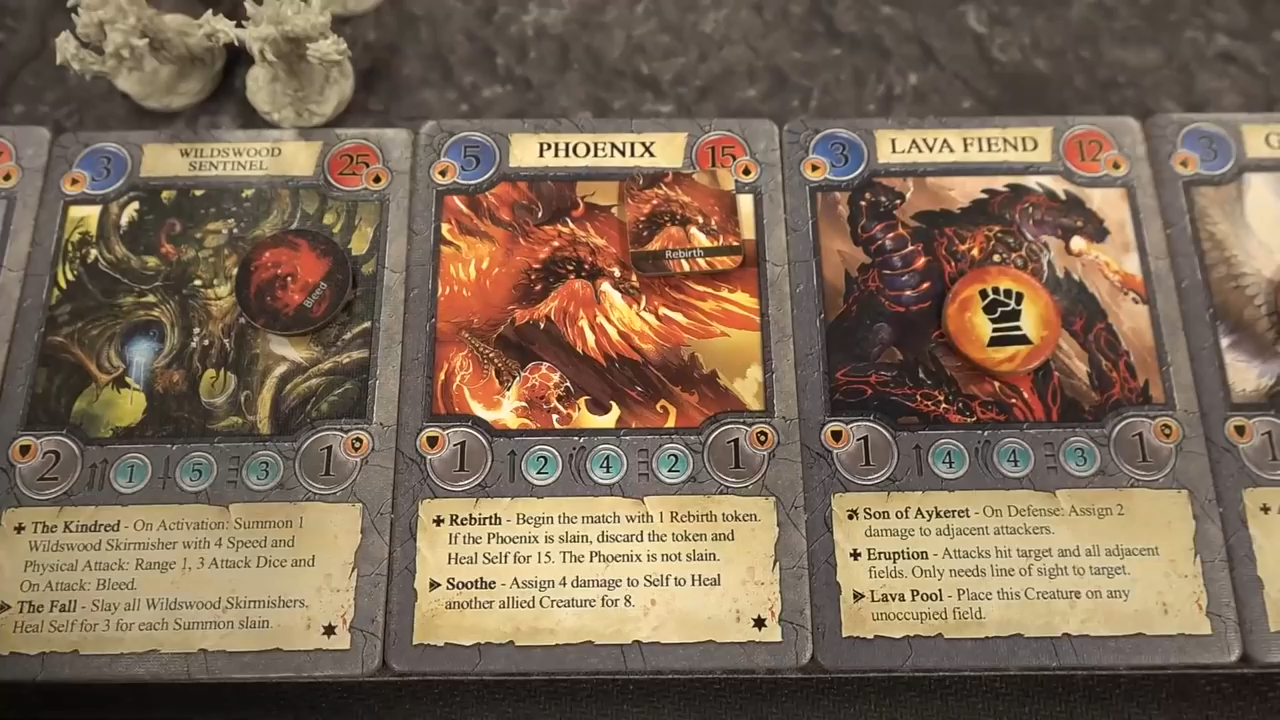 7
3
WILDSWOOD
SENTINEL
25
Bleed
2
1
5
3
1
The Kindred - On Activation: Summon 1
Wildswood Skirmisher with 4 Speed and
Physical Attack: Range 1, 3 Attack Dice and
On Attack: Bleed.
The Fall - Slay all Wildswood Skirmishers.
Heal Self for 3 for each Summon slain.
5
PHOENIX
15
Rebirth
1
2
4
2
1
Rebirth - Begin the match with 1 Rebirth token.
If the Phoenix is slain, discard the token and
Heal Self for 15. The Phoenix is not slain.
Soothe - Assign 4 damage to Self to Heal
another allied Creature for 8.
3
LAVA FIEND
12
1
4
4
3
1
Son of Aykeret - On Defense: Assign 2
damage to adjacent attackers.
Eruption - Attacks hit target and all adjacent
fields. Only needs line of sight to target.
Lava Pool - Place this Creature on any
unoccupied field.
3
G
1